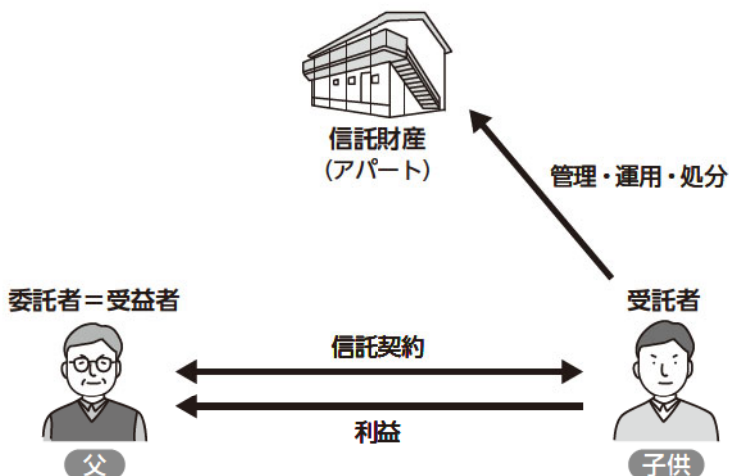 信託財産
(アパート)
管理・運用・処分
委託者=受益者
受託者
信託契約
利益
父
子供